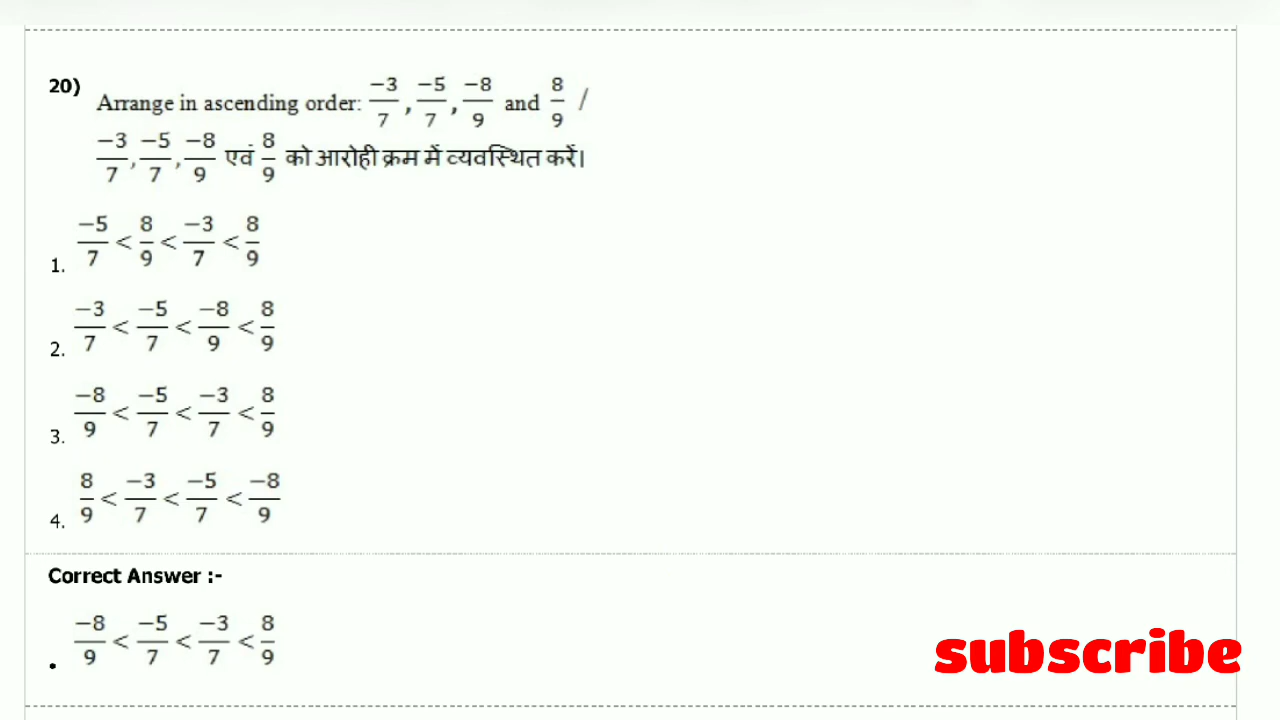 20) Arrange in ascending order: -3/7, -5/7, -8/9 and 8/9 /
-3/7, -5/7, -8/9 एवं 8/9 को आरोही क्रम में व्यवस्थित करें।
1. -5/7 < 8/9 < -3/7 < 8/9
2. -3/7 < -5/7 < -8/9 < 8/9
3. -8/9 < -5/7 < -3/7 < 8/9
4. 8/9 < -3/7 < -5/7 < -8/9
Correct Answer :-
• -8/9 < -5/7 < -3/7 < 8/9
subscribe